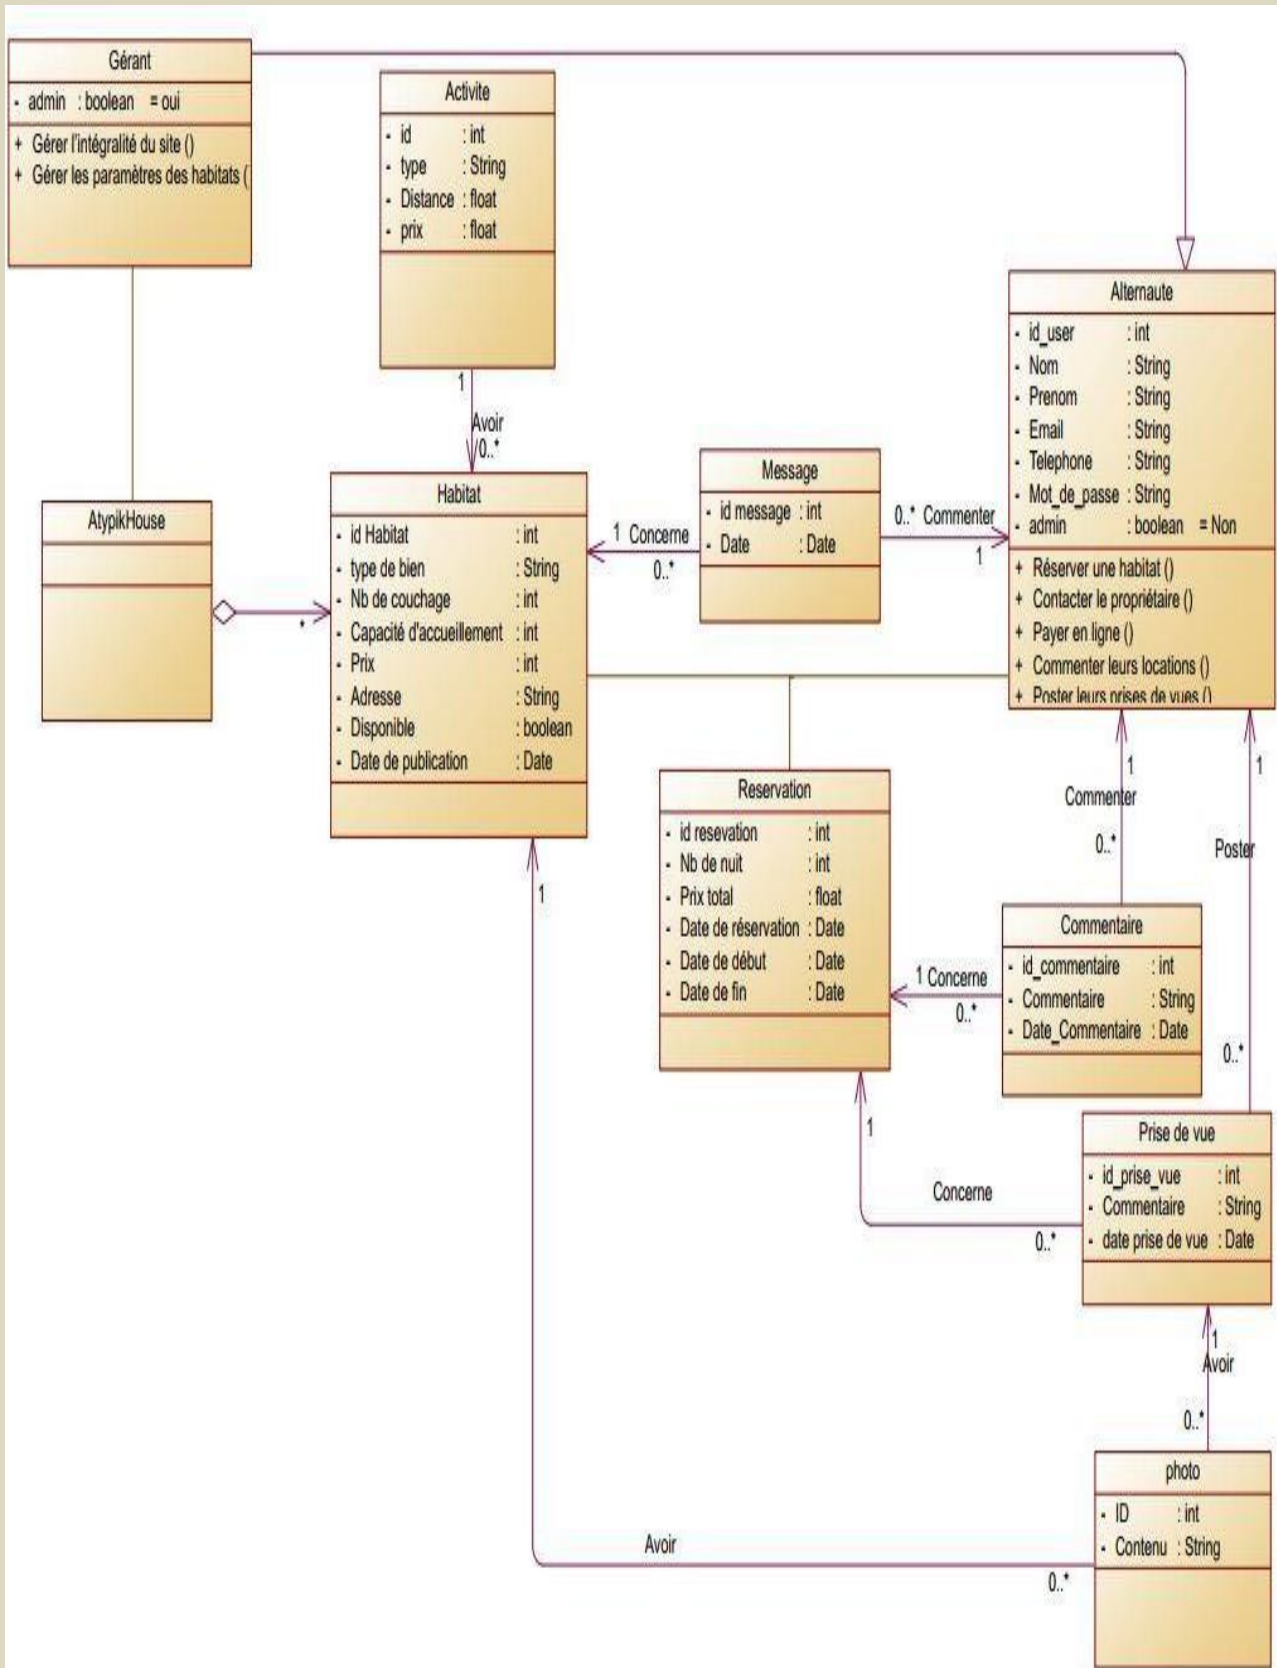 Gérant
- admin : boolean = oui
+ Gérer l'intégralité du site ()
+ Gérer les paramètres des habitats (
Activite
- id : int
- type : String
- Distance : float
- prix : float
1
Avoir
0..*
Alternaute
- id_user : int
- Nom : String
- Prenom : String
- Email : String
- Telephone : String
- Mot_de_passe : String
- admin : boolean = Non
+ Réserver une habitat ()
+ Contacter le propriétaire ()
+ Payer en ligne ()
+ Commenter leurs locations ()
+ Poster leurs prises de vues ()
AtypikHouse
*
Habitat
- id Habitat : int
- type de bien : String
- Nb de couchage : int
- Capacité d'accueillement : int
- Prix : int
- Adresse : String
- Disponible : boolean
- Date de publication : Date
Message
- id message : int
- Date : Date
1 Concerne
0..*
0..* Commenter
1
Reservation
- id resevation : int
- Nb de nuit : int
- Prix total : float
- Date de réservation : Date
- Date de début : Date
- Date de fin : Date
1
Commenter
0..*
1
Poster
0..*
Commentaire
- id_commentaire : int
- Commentaire : String
- Date_Commentaire : Date
1 Concerne
0..*
Prise de vue
- id_prise_vue : int
- Commentaire : String
- date prise de vue : Date
1
Concerne
0..*
1
Avoir
0..*
photo
- ID : int
- Contenu : String
1
Avoir
0..*